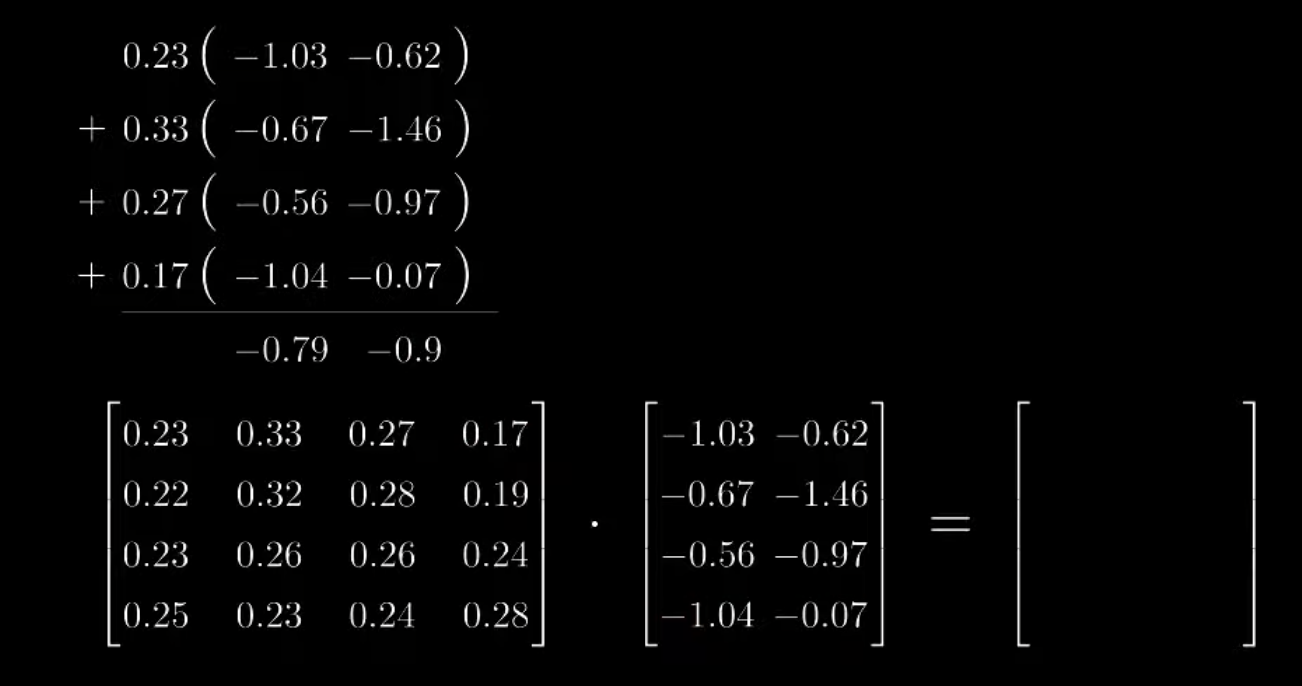 0.23 ( −1.03 −0.62 )
+ 0.33 ( −0.67 −1.46 )
+ 0.27 ( −0.56 −0.97 )
+ 0.17 ( −1.04 −0.07 )
−0.79 −0.9
[0.23 0.33 0.27 0.17] [−1.03 −0.62] [ ]
[0.22 0.32 0.28 0.19] [−0.67 −1.46] [ ]
· =
[0.23 0.26 0.26 0.24] [−0.56 −0.97] [ ]
[0.25 0.23 0.24 0.28] [−1.04 −0.07] [ ]